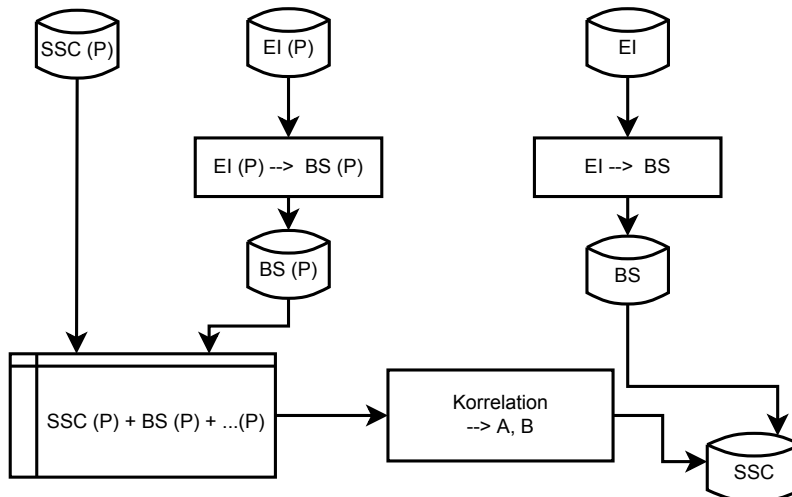 SSC (P)
EI (P)
EI
EI (P) --> BS (P)
EI --> BS
BS (P)
BS
SSC (P) + BS (P) + ...(P)
Korrelation
--> A, B
SSC